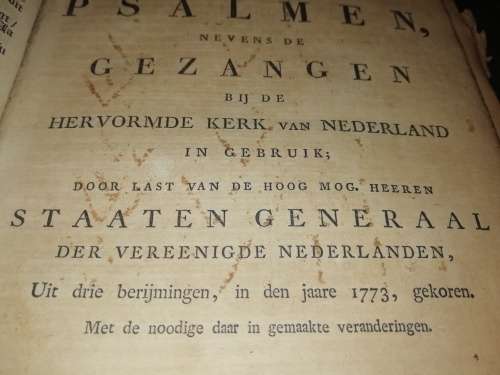 PSALMEN,
NEVENS DE
GEZANGEN
BIJ DE
HERVORMDE KERK VAN NEDERLAND
IN GEBRUIK;
DOOR LAST VAN DE HOOG MOG. HEEREN
STAATEN GENERAAL
DER VEREENIGDE NEDERLANDEN,
Uit drie berijmingen, in den jaare 1773, gekoren.
Met de noodige daar in gemaakte veranderingen.